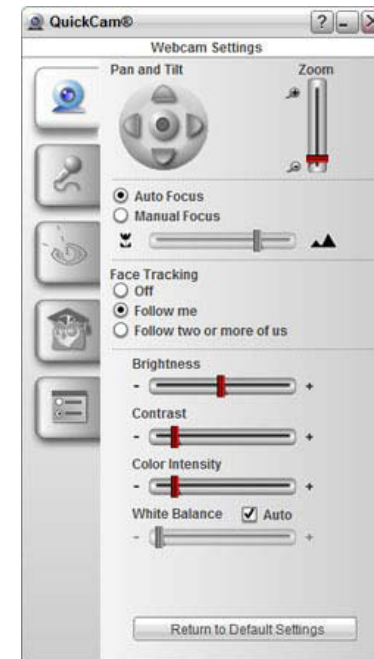 QuickCam®
Webcam Settings
Pan and Tilt
Zoom
Auto Focus
Manual Focus
Face Tracking
Off
Follow me
Follow two or more of us
Brightness
- +
Contrast
- +
Color Intensity
- +
White Balance Auto
- +
Return to Default Settings